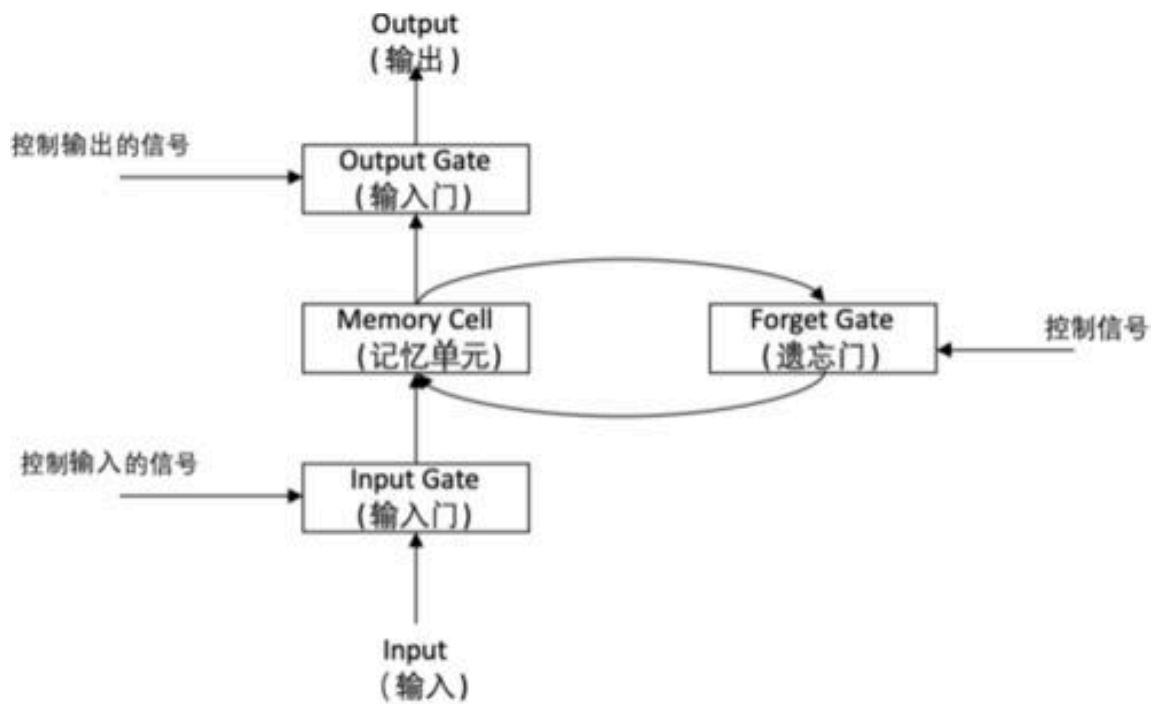 Output
(输出)
控制输出的信号
Output Gate
(输入门)
Memory Cell
(记忆单元)
Forget Gate
(遗忘门)
控制信号
控制输入的信号
Input Gate
(输入门)
Input
(输入)